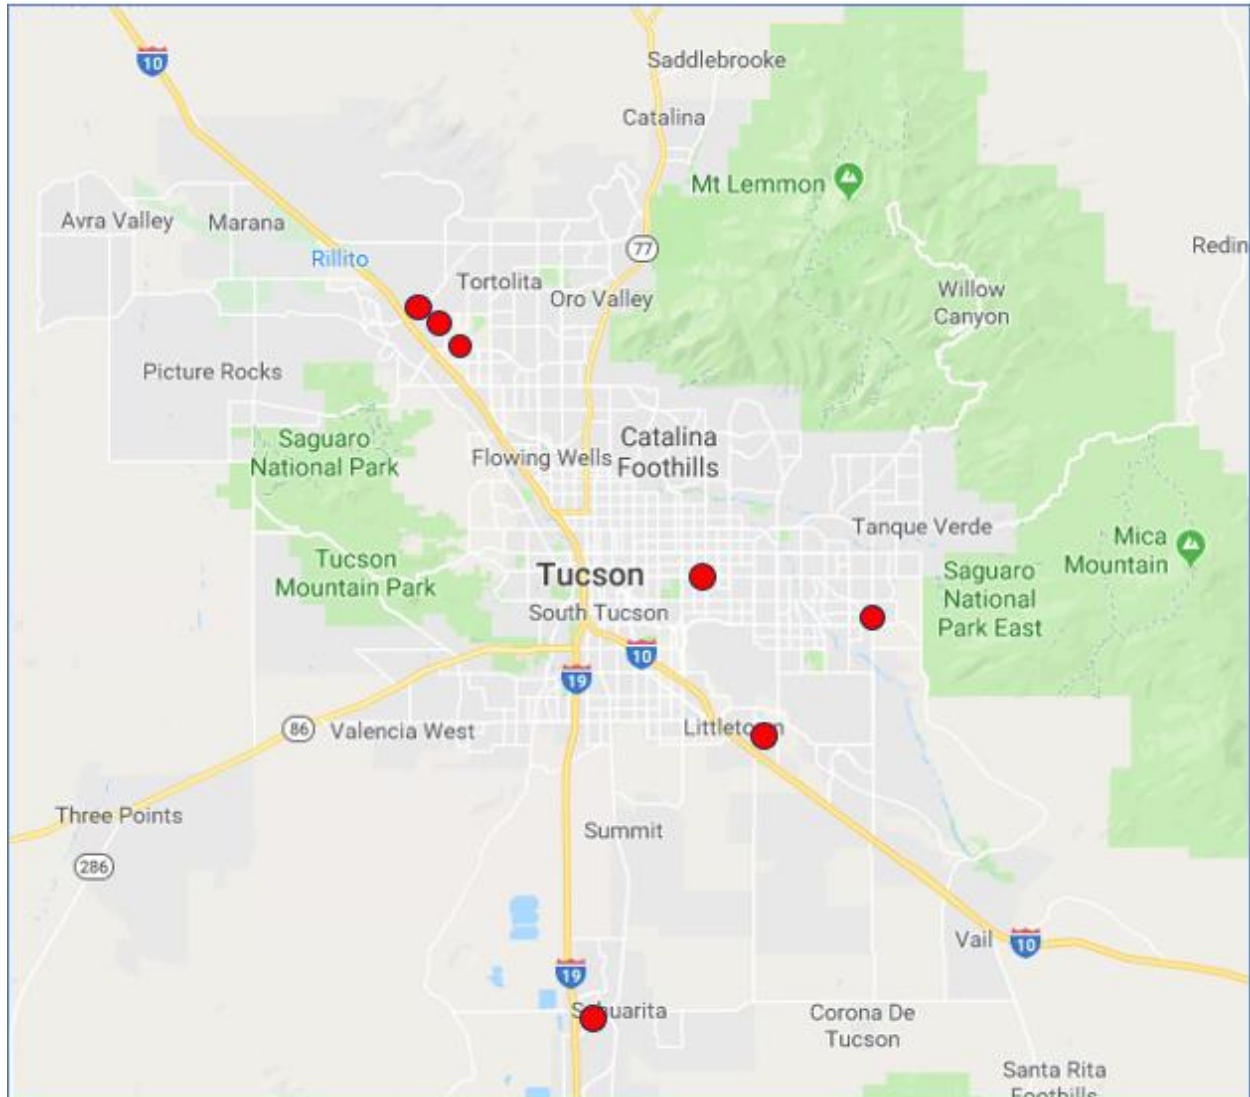 10
Saddlebrooke
Catalina
Mt Lemmon
Avra Valley
Marana
77
Rillito
Tortolita
Oro Valley
Willow
Canyon
Picture Rocks
Saguaro
National Park
Flowing Wells
Catalina
Foothills
Tanque Verde
Mica
Mountain
Tucson
Mountain Park
Tucson
South Tucson
Saguaro
National
Park East
10
19
86
Valencia West
Three Points
286
Summit
Vail
10
19
Corona De
Tucson
Santa Rita